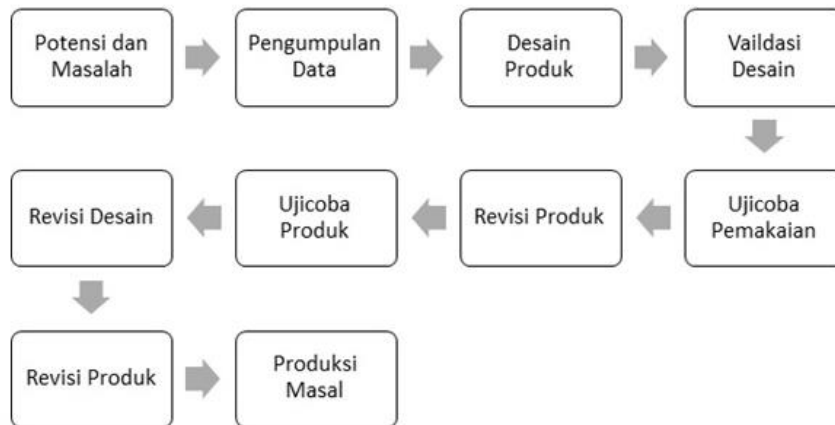 Potensi dan
Masalah
Pengumpulan
Data
Desain
Produk
Vaildasi
Desain
Ujicoba
Pemakaian
Revisi Produk
Ujicoba
Produk
Revisi Desain
Revisi Produk
Produksi
Masal